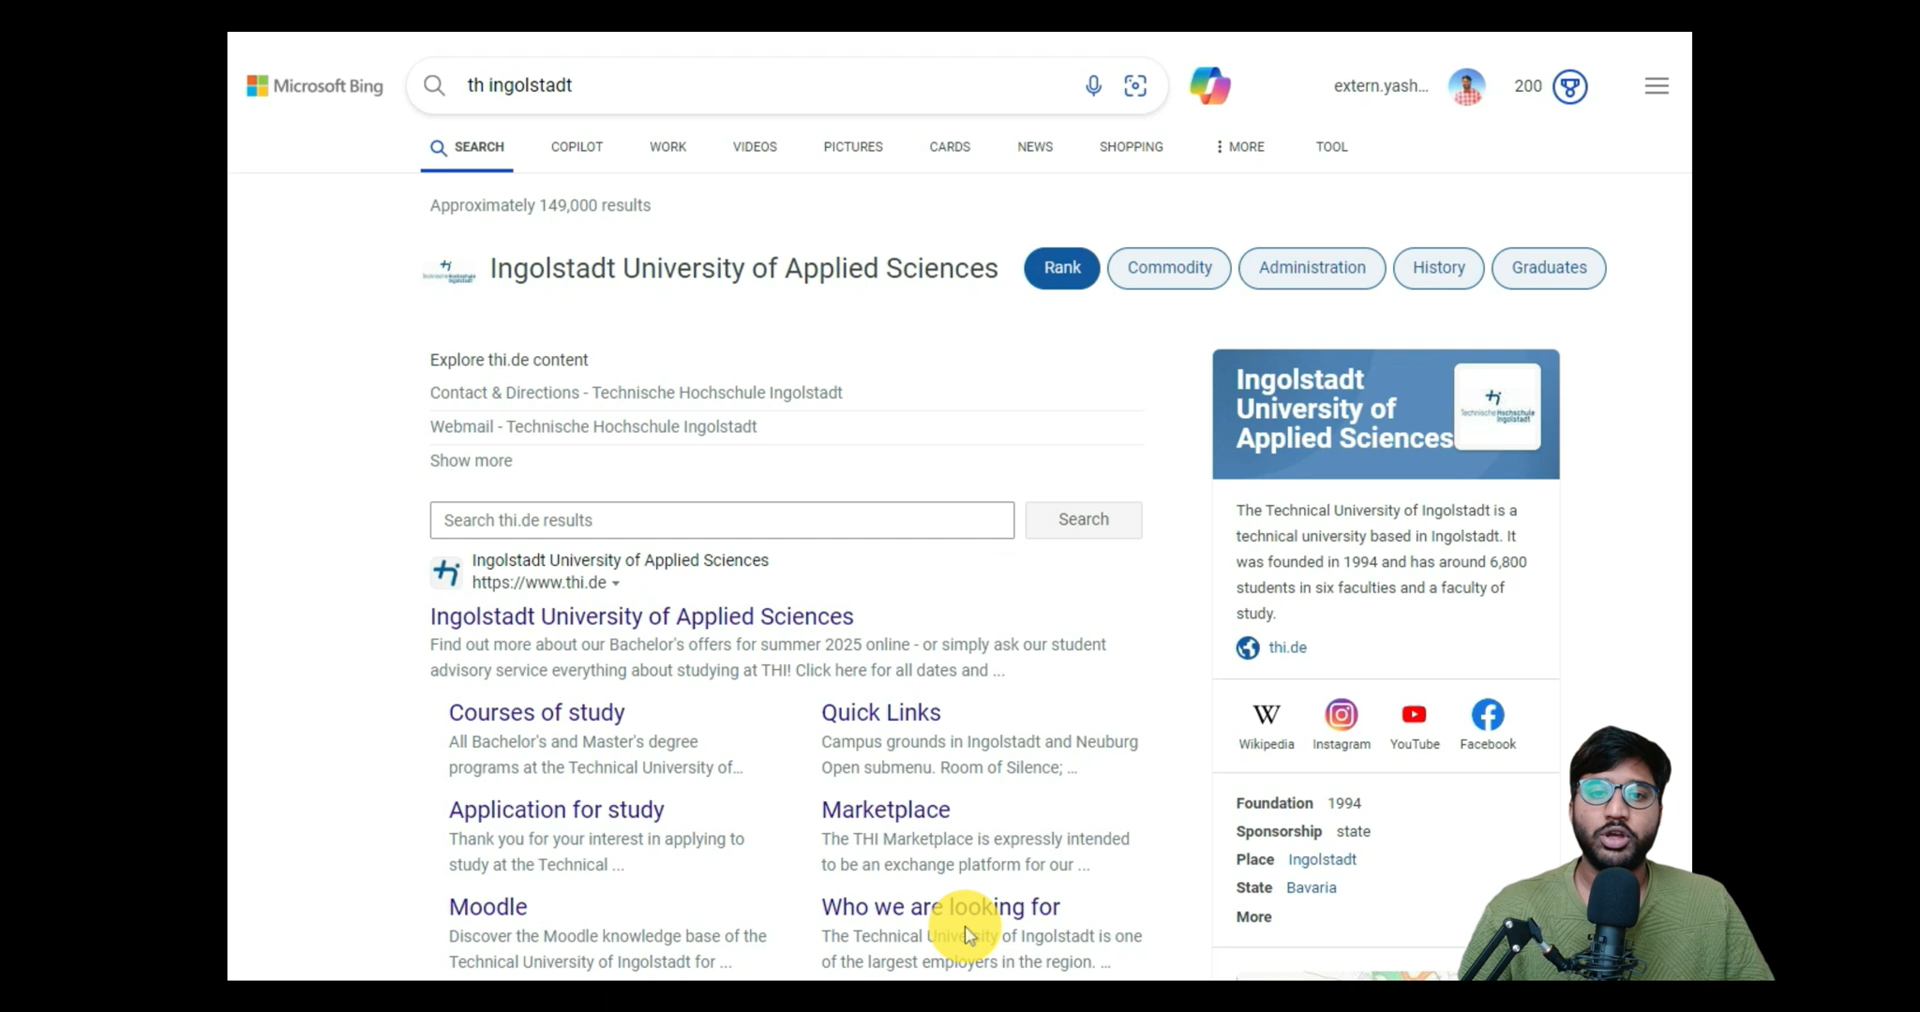 Microsoft Bing
th ingolstadt
extern.yash...
200
SEARCH
COPILOT
WORK
VIDEOS
PICTURES
CARDS
NEWS
SHOPPING
MORE
TOOL
Approximately 149,000 results
Ingolstadt University of Applied Sciences
Rank
Commodity
Administration
History
Graduates
Explore thi.de content
Contact & Directions - Technische Hochschule Ingolstadt
Webmail - Technische Hochschule Ingolstadt
Show more
Search thi.de results
Search
Ingolstadt University of Applied Sciences
https://www.thi.de
Ingolstadt University of Applied Sciences
Find out more about our Bachelor's offers for summer 2025 online - or simply ask our student
advisory service everything about studying at THI! Click here for all dates and ...
Courses of study
All Bachelor's and Master's degree
programs at the Technical University of...
Application for study
Thank you for your interest in applying to
study at the Technical ...
Moodle
Discover the Moodle knowledge base of the
Technical University of Ingolstadt for ...
Quick Links
Campus grounds in Ingolstadt and Neuburg
Open submenu. Room of Silence; ...
Marketplace
The THI Marketplace is expressly intended
to be an exchange platform for our ...
Who we are looking for
The Technical University of Ingolstadt is one
of the largest employers in the region. ...
Ingolstadt
University of
Applied Sciences
Technische Hochschule
Ingolstadt
The Technical University of Ingolstadt is a
technical university based in Ingolstadt. It
was founded in 1994 and has around 6,800
students in six faculties and a faculty of
study.
thi.de
Wikipedia
Instagram
YouTube
Facebook
Foundation 1994
Sponsorship state
Place Ingolstadt
State Bavaria
More